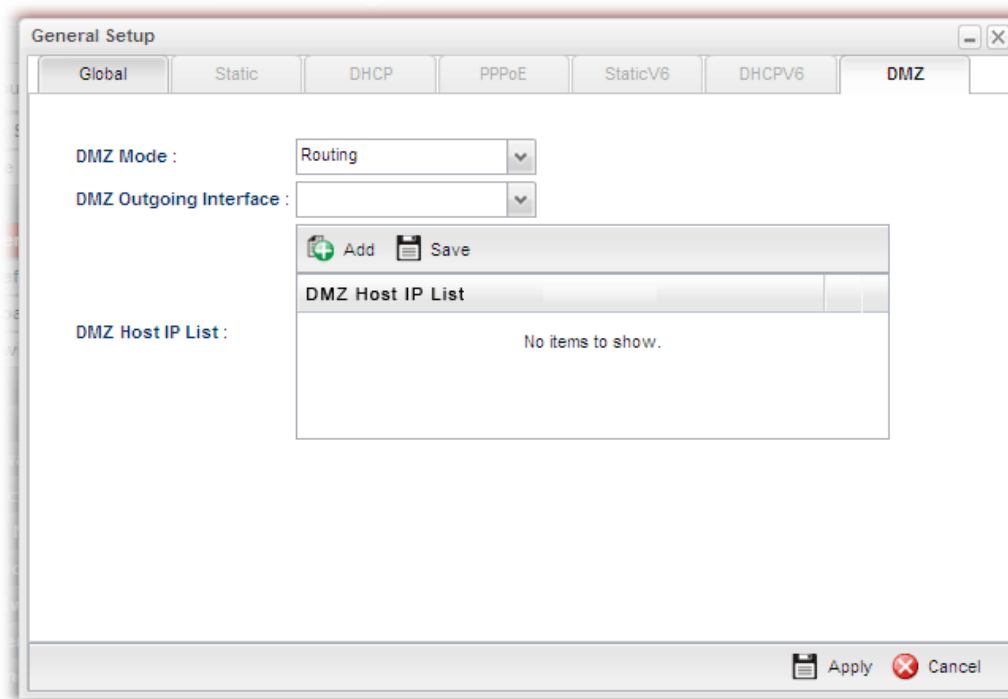 General Setup
Global Static DHCP PPPoE StaticV6 DHCPV6 DMZ
DMZ Mode : Routing
DMZ Outgoing Interface :
Add Save
DMZ Host IP List
DMZ Host IP List :
No items to show.
Apply Cancel